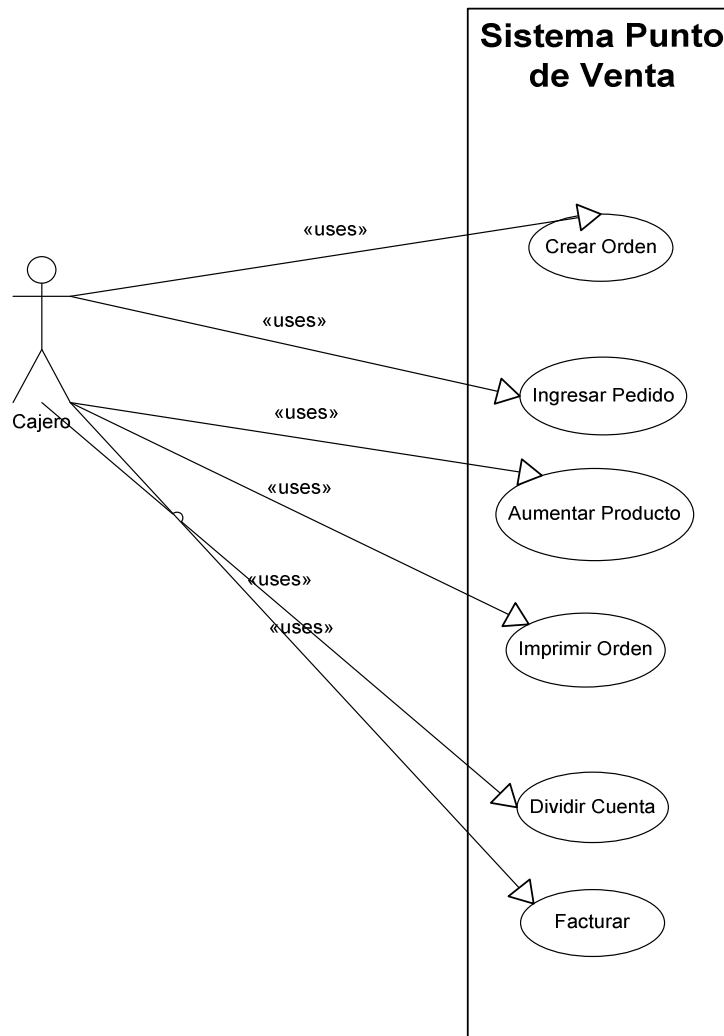 Sistema Punto
de Venta
«uses»
Crear Orden
«uses»
Ingresar Pedido
Cajero
«uses»
Aumentar Producto
«uses»
Imprimir Orden
«uses»
«uses»
Dividir Cuenta
Facturar